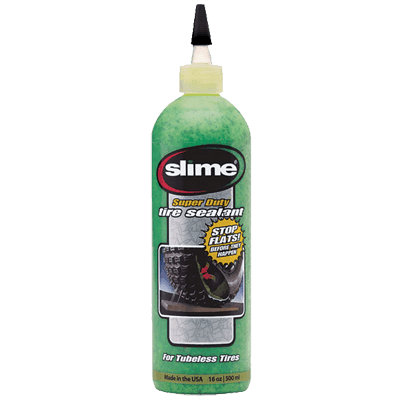 slime®
Super Duty
tire sealant
STOP
FLATS!
BEFORE THEY
HAPPEN
For Tubeless Tires
Made in the USA 16 oz | 500 ml